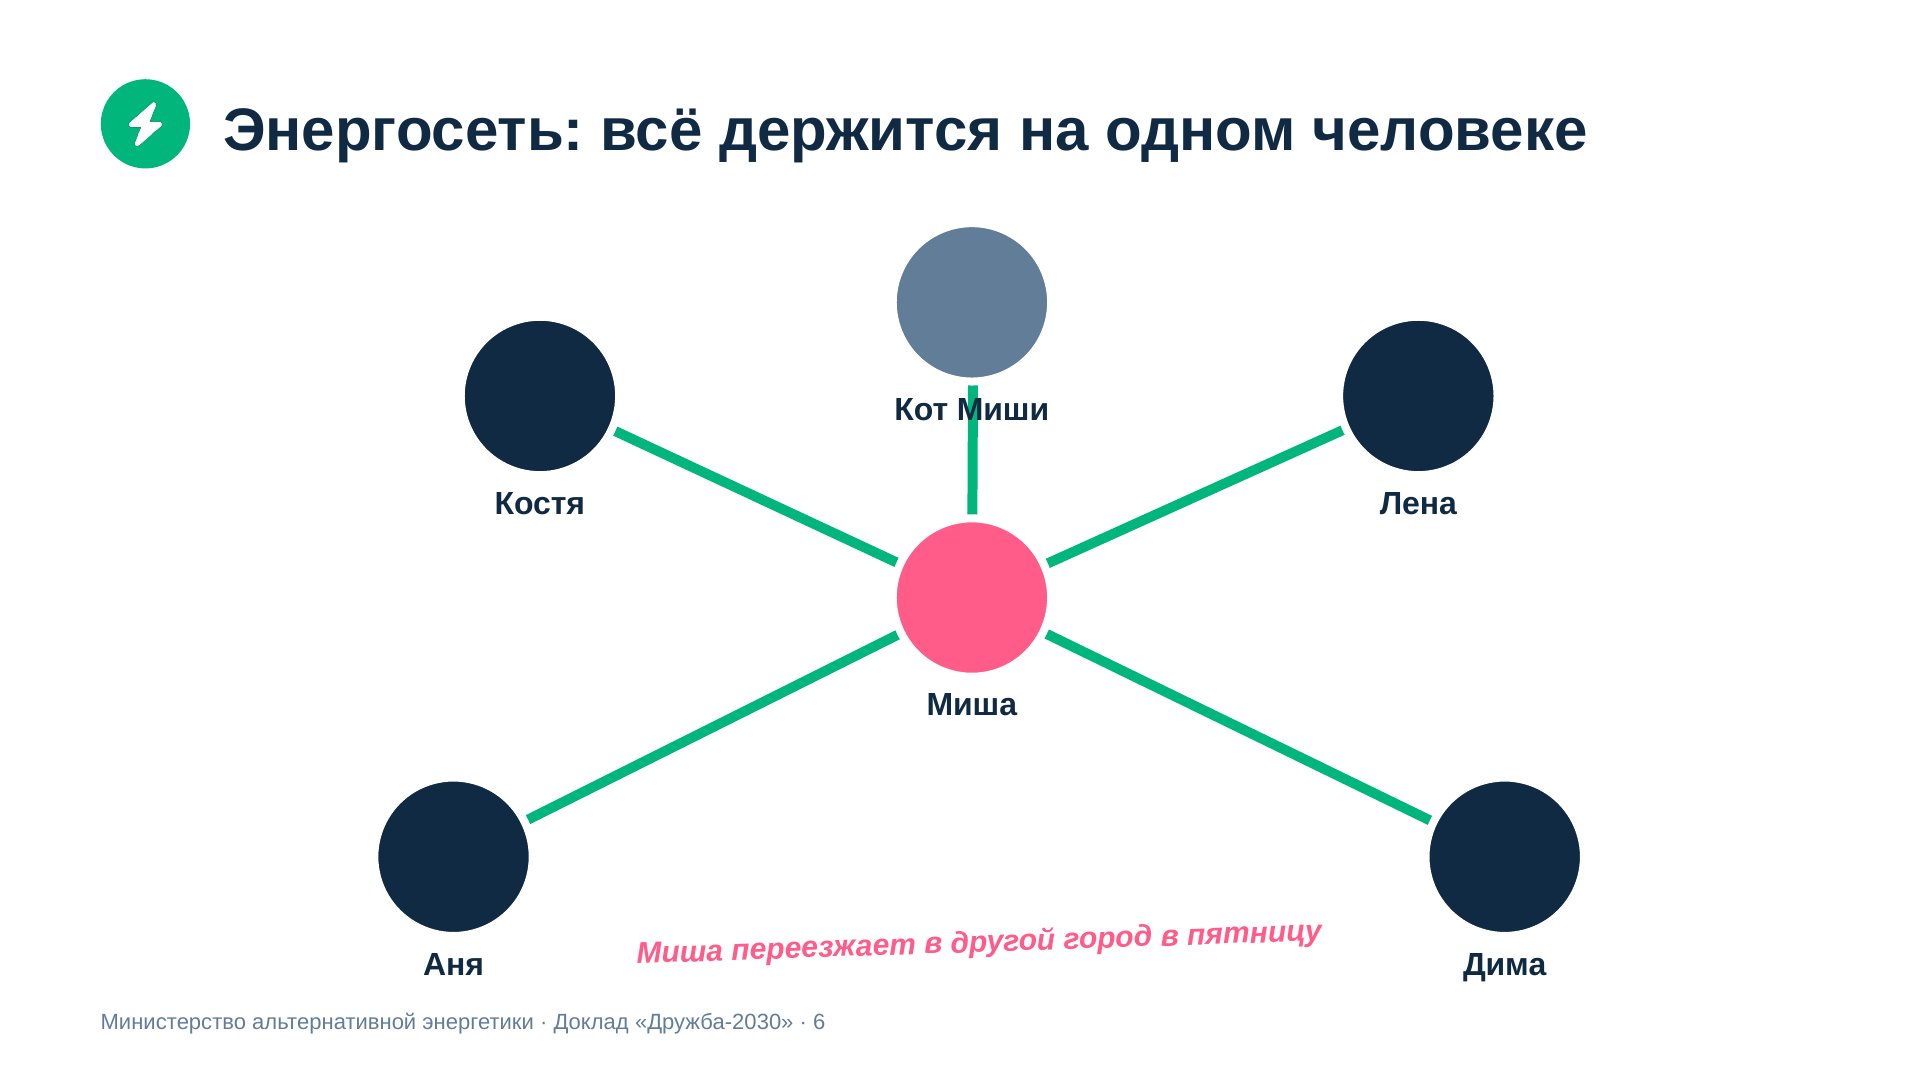 Энергосеть: всё держится на одном человеке
Кот Миши
Костя
Лена
Миша
Миша переезжает в другой город в пятницу
Аня
Дима
Министерство альтернативной энергетики · Доклад «Дружба-2030» · 6